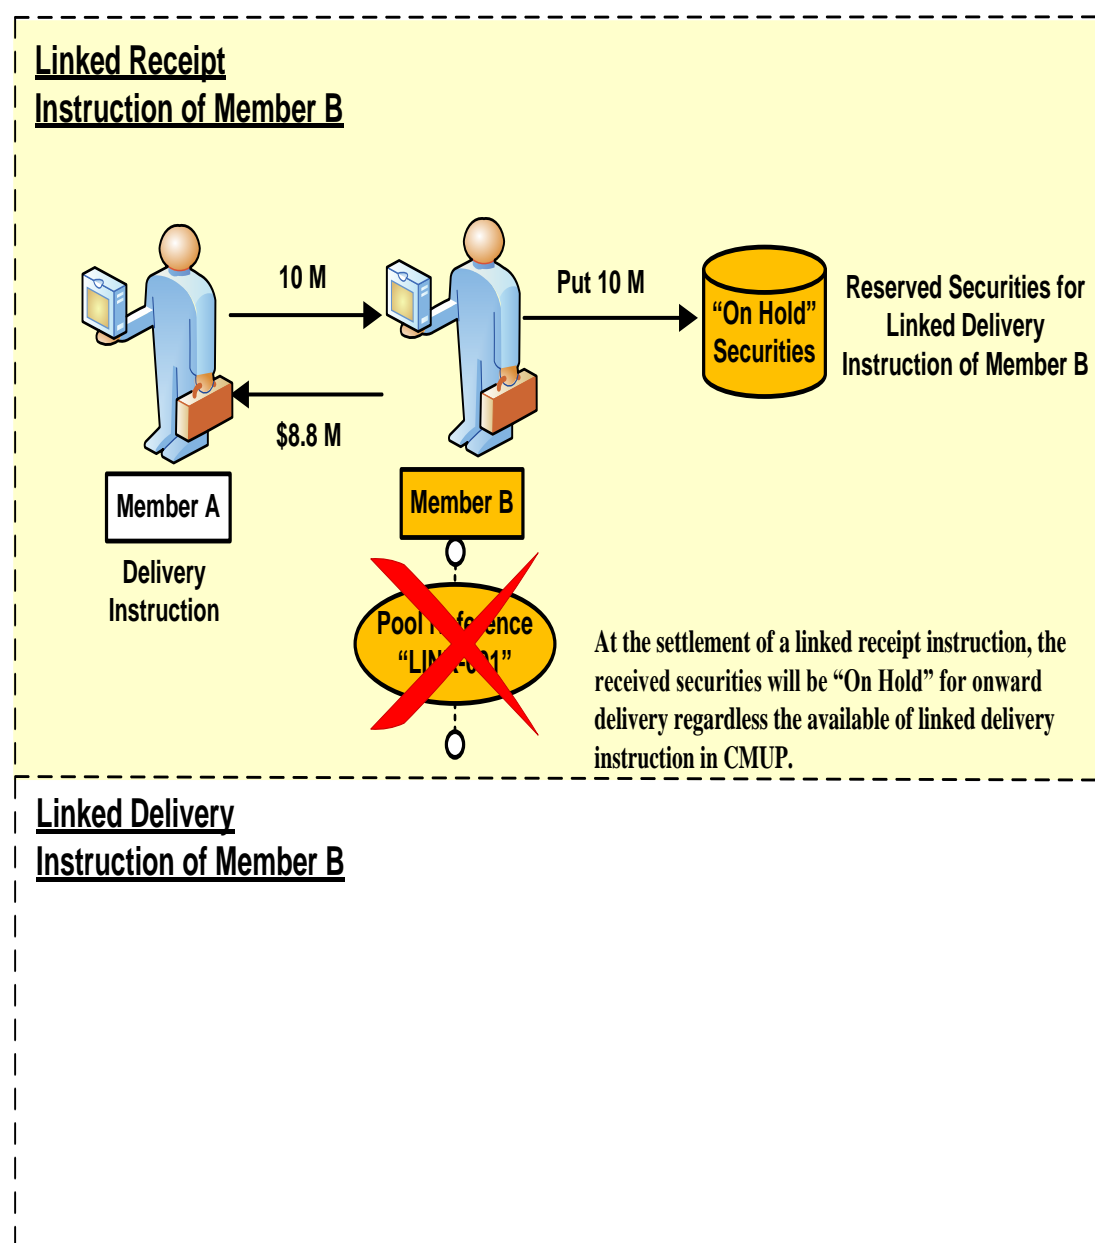 Linked Receipt
Instruction of Member B
10 M
Put 10 M
“On Hold”
Securities
Reserved Securities for
Linked Delivery
Instruction of Member B
$8.8 M
Member A
Member B
Delivery
Instruction
Pool Reference
At the settlement of a linked receipt instruction, the
received securities will be “On Hold” for onward
delivery regardless the available of linked delivery
instruction in CMUP.
Linked Delivery
Instruction of Member B